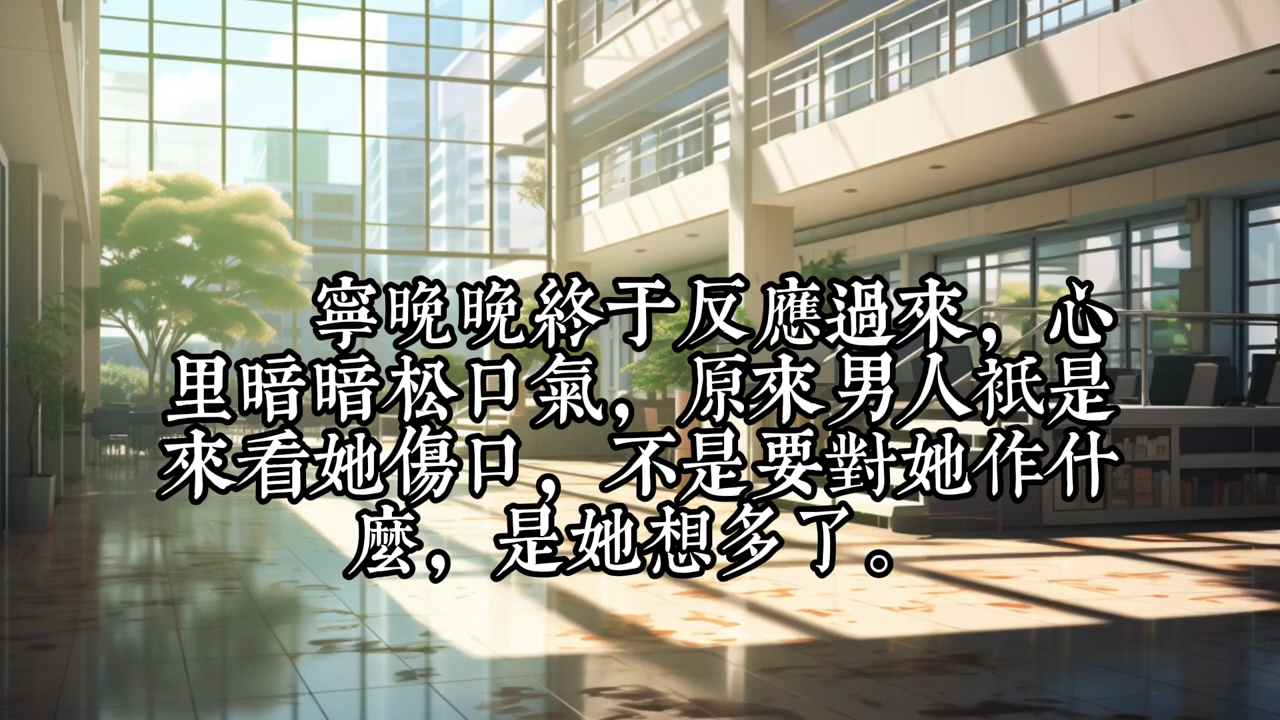 寧晚晚終于反應過來，心
里暗暗松口氣，原來男人祇是
來看她傷口，不是要對她作什
麼，是她想多了。